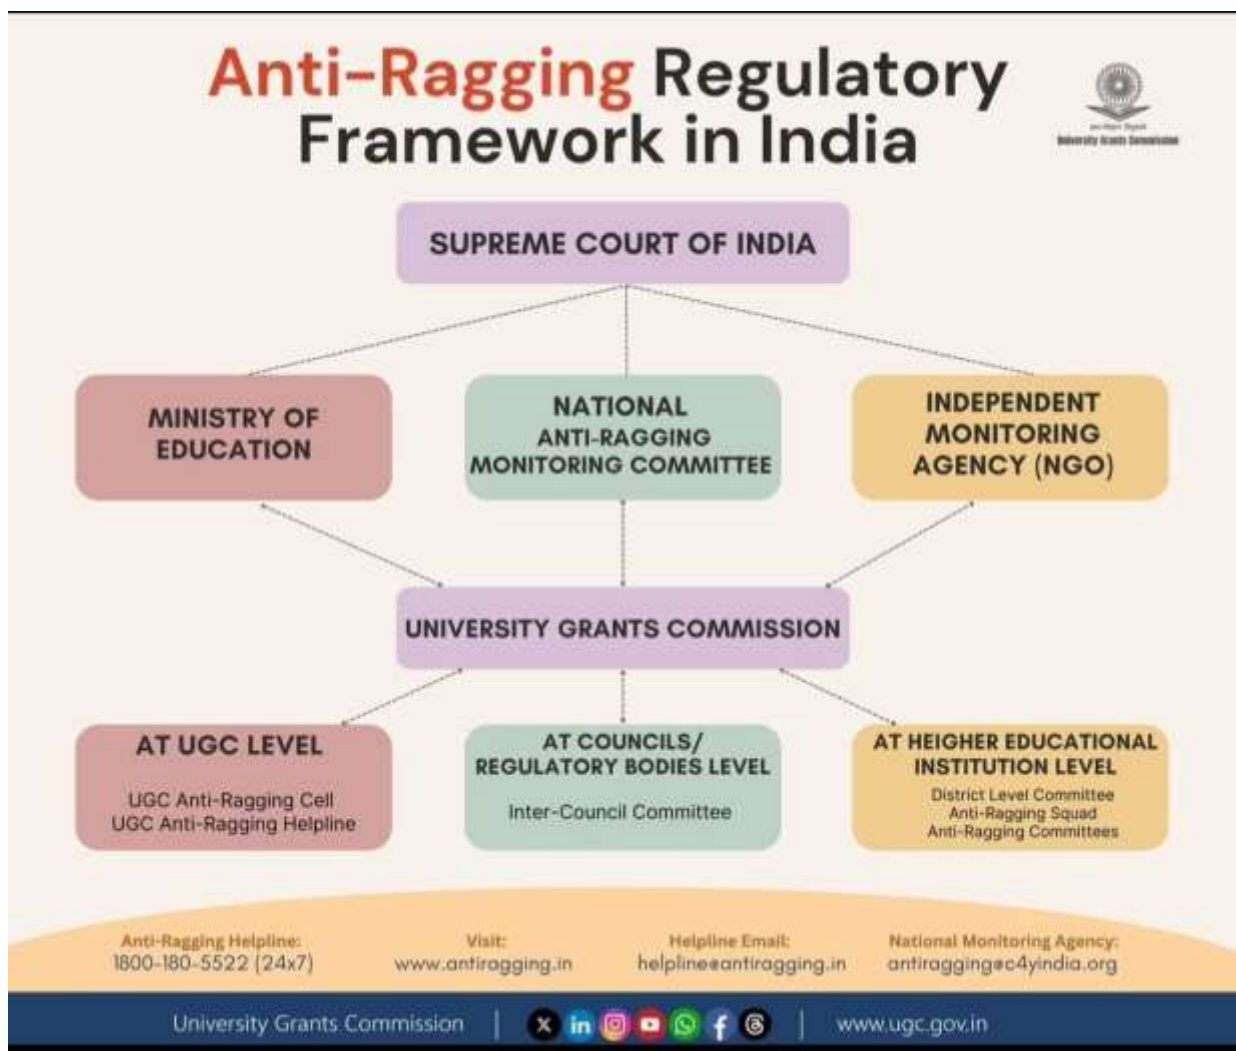 Anti-Ragging Regulatory
Framework in India
University Grants Commission
SUPREME COURT OF INDIA
MINISTRY OF
EDUCATION
NATIONAL
ANTI-RAGGING
MONITORING COMMITTEE
INDEPENDENT
MONITORING
AGENCY (NGO)
UNIVERSITY GRANTS COMMISSION
AT UGC LEVEL
UGC Anti-Ragging Cell
UGC Anti-Ragging Helpline
AT COUNCILS/
REGULATORY BODIES LEVEL
Inter-Council Committee
AT HEIGHER EDUCATIONAL
INSTITUTION LEVEL
District Level Committee
Anti-Ragging Squad
Anti-Ragging Committees
Anti-Ragging Helpline:
1800-180-5522 (24x7)
Visit:
www.antiragging.in
Helpline Email:
helpline@antiragging.in
National Monitoring Agency:
antiragging@c4yindia.org
University Grants Commission
www.ugc.gov.in